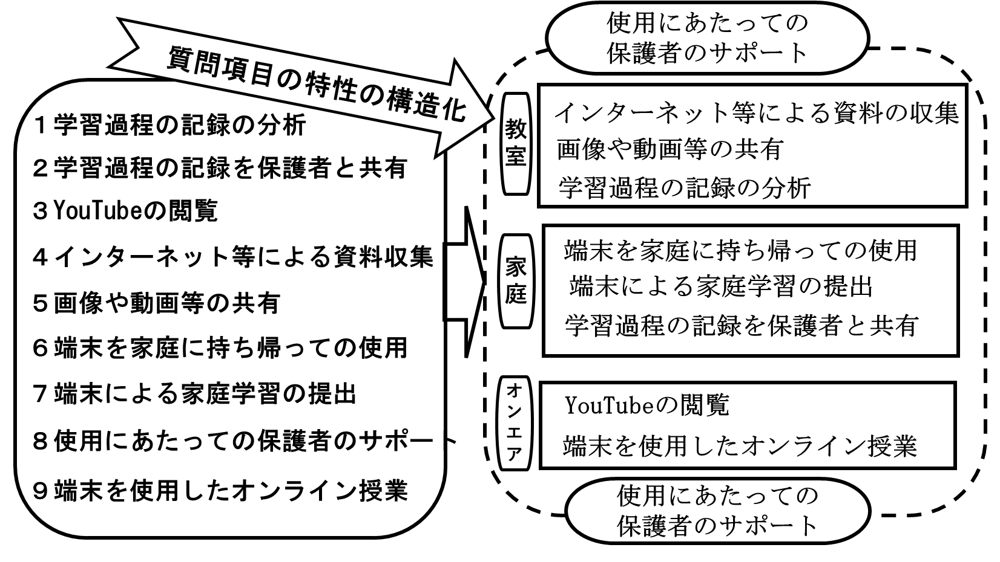 質問項目の特性の構造化
１学習過程の記録の分析
２学習過程の記録を保護者と共有
３YouTubeの閲覧
４インターネット等による資料収集
５画像や動画等の共有
６端末を家庭に持ち帰っての使用
７端末による家庭学習の提出
８使用にあたっての保護者のサポート
９端末を使用したオンライン授業
使用にあたっての
保護者のサポート
教室
インターネット等による資料の収集
画像や動画等の共有
学習過程の記録の分析
家庭
端末を家庭に持ち帰っての使用
端末による家庭学習の提出
学習過程の記録を保護者と共有
オンエア
YouTubeの閲覧
端末を使用したオンライン授業
使用にあたっての
保護者のサポート